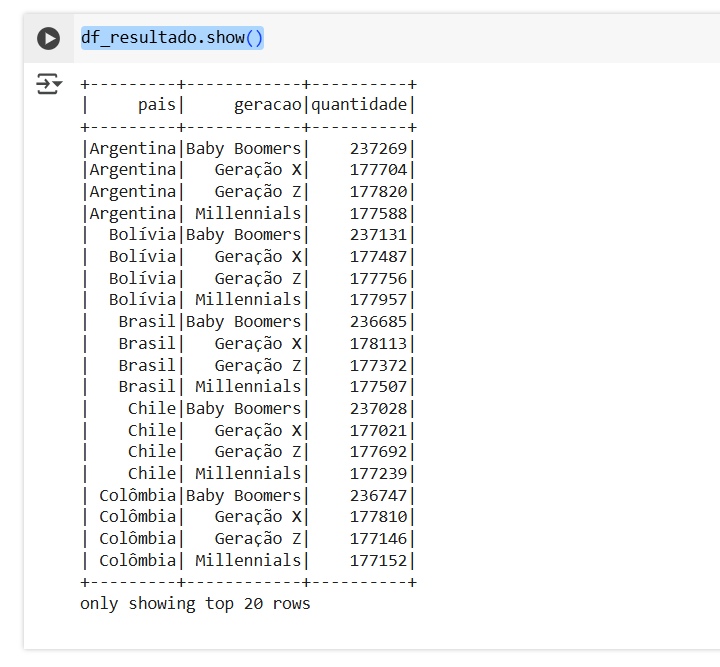 df_resultado.show()
+---------+------------+----------+
|     pais|     geracao|quantidade|
+---------+------------+----------+
|Argentina|Baby Boomers|    237269|
|Argentina|   Geração X|    177704|
|Argentina|   Geração Z|    177820|
|Argentina| Millennials|    177588|
|  Bolívia|Baby Boomers|    237131|
|  Bolívia|   Geração X|    177487|
|  Bolívia|   Geração Z|    177756|
|  Bolívia| Millennials|    177957|
|   Brasil|Baby Boomers|    236685|
|   Brasil|   Geração X|    178113|
|   Brasil|   Geração Z|    177372|
|   Brasil| Millennials|    177507|
|    Chile|Baby Boomers|    237028|
|    Chile|   Geração X|    177021|
|    Chile|   Geração Z|    177692|
|    Chile| Millennials|    177239|
| Colômbia|Baby Boomers|    236747|
| Colômbia|   Geração X|    177810|
| Colômbia|   Geração Z|    177146|
| Colômbia| Millennials|    177152|
+---------+------------+----------+
only showing top 20 rows